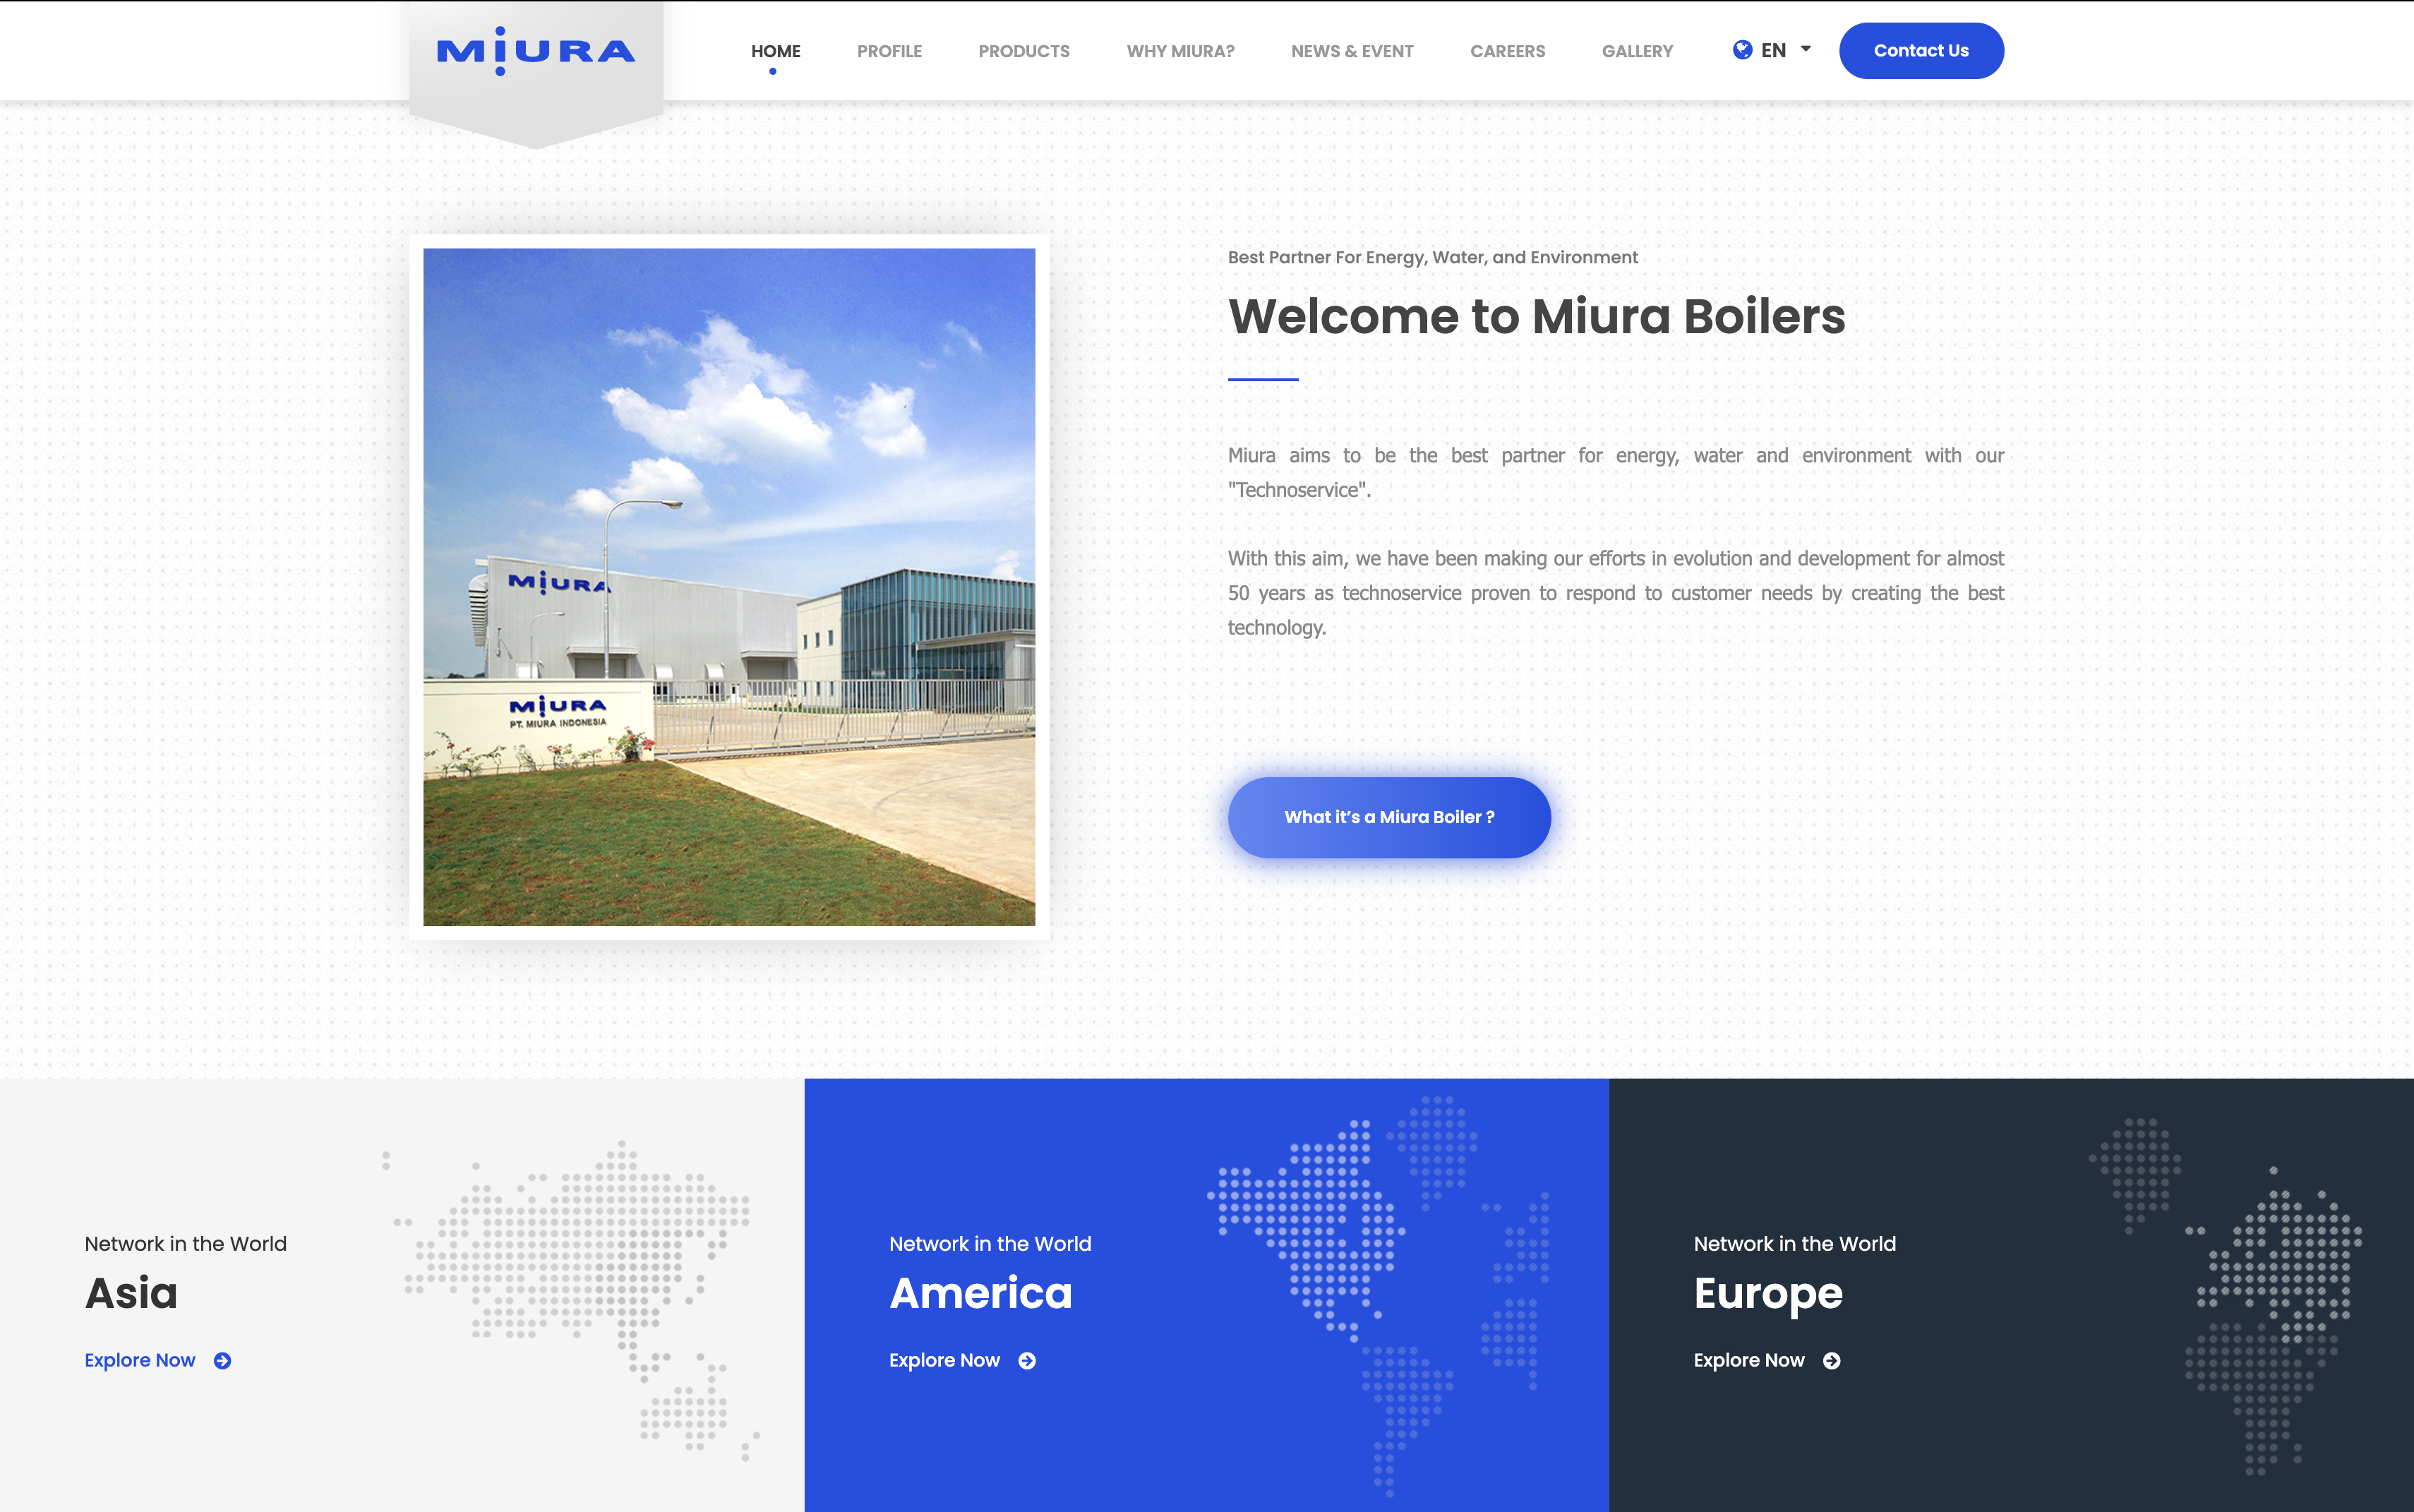 MiURA
HOME
PROFILE
PRODUCTS
WHY MIURA?
NEWS & EVENT
CAREERS
GALLERY
EN
Contact Us
Best Partner For Energy, Water, and Environment
Welcome to Miura Boilers
Miura aims to be the best partner for energy, water and environment with our
"Technoservice".
With this aim, we have been making our efforts in evolution and development for almost
50 years as technoservice proven to respond to customer needs by creating the best
technology.
What it’s a Miura Boiler ?
MiURA
MiURA
PT. MIURA INDONESIA
Network in the World
Asia
Explore Now
Network in the World
America
Explore Now
Network in the World
Europe
Explore Now